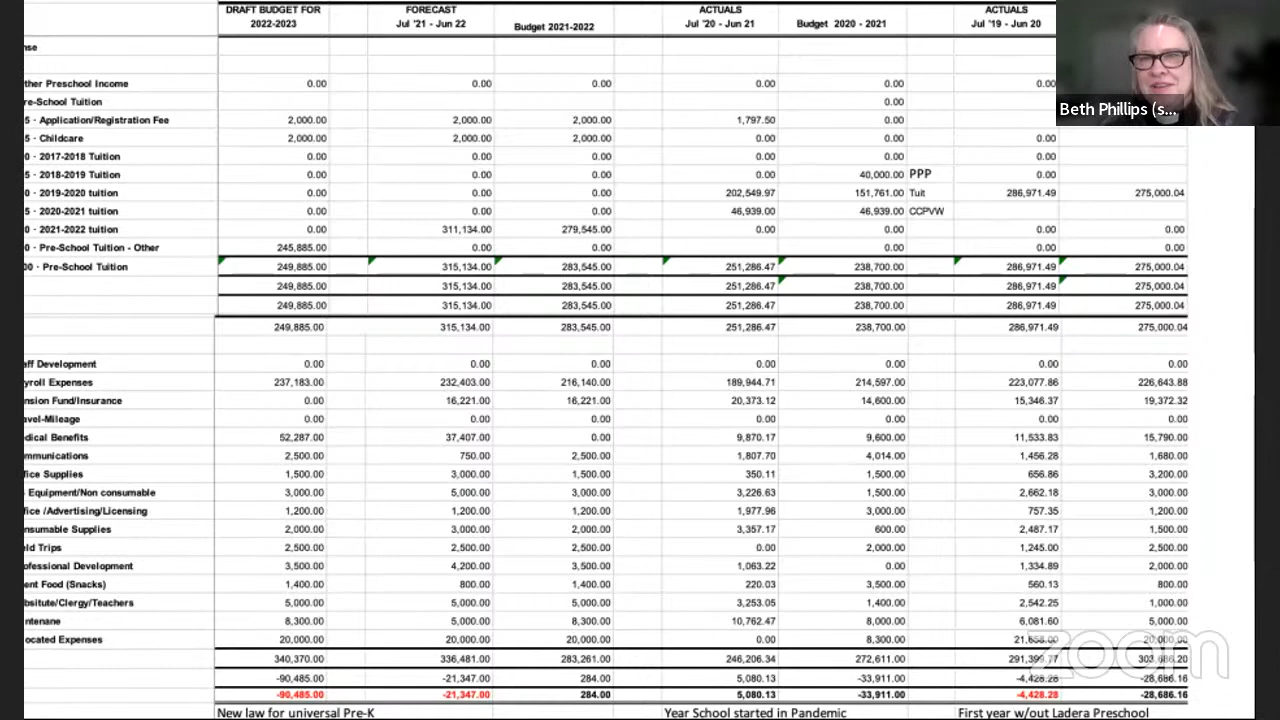 DRAFT BUDGET FOR 2022-2023 FORECAST Jul '21 - Jun 22 Budget 2021-2022 ACTUALS Jul '20 - Jun 21 Budget 2020 - 2021 ACTUALS Jul '19 - Jun 20
nse
ther Preschool Income 0.00 0.00 0.00 0.00 0.00 0.00
re-School Tuition 0.00
5 · Application/Registration Fee 2,000.00 2,000.00 2,000.00 1,797.50 0.00
5 · Childcare 2,000.00 2,000.00 2,000.00 0.00 0.00 0.00
0 · 2017-2018 Tuition 0.00 0.00 0.00 0.00 0.00 0.00
5 · 2018-2019 Tuition 0.00 0.00 0.00 0.00 40,000.00 PPP 0.00
0 · 2019-2020 tuition 0.00 0.00 0.00 202,549.97 151,761.00 Tuit 286,971.49 275,000.04
5 · 2020-2021 tuition 0.00 0.00 0.00 46,939.00 46,939.00 CCPVW
0 · 2021-2022 tuition 0.00 311,134.00 279,545.00 0.00 0.00 0.00 0.00
0 · Pre-School Tuition - Other 245,885.00 0.00 0.00 0.00 0.00 0.00
00 · Pre-School Tuition 249,885.00 315,134.00 283,545.00 251,286.47 238,700.00 286,971.49 275,000.04
249,885.00 315,134.00 283,545.00 251,286.47 238,700.00 286,971.49 275,000.04
249,885.00 315,134.00 283,545.00 251,286.47 238,700.00 286,971.49 275,000.04
249,885.00 315,134.00 283,545.00 251,286.47 238,700.00 286,971.49 275,000.04
aff Development 0.00 0.00 0.00 0.00 0.00 0.00 0.00
yroll Expenses 237,183.00 232,403.00 216,140.00 189,944.71 214,597.00 223,077.86 226,643.88
nsion Fund/Insurance 0.00 16,221.00 16,221.00 20,373.12 14,600.00 15,346.37 19,372.32
avel-Mileage 0.00 0.00 0.00 0.00 0.00 0.00 0.00
dical Benefits 52,287.00 37,407.00 0.00 9,870.17 9,600.00 11,533.83 15,790.00
mmunications 2,500.00 750.00 2,500.00 1,807.70 4,014.00 1,456.28 1,680.00
fice Supplies 1,500.00 3,000.00 1,500.00 350.11 1,500.00 656.86 3,200.00
Equipment/Non consumable 3,000.00 5,000.00 3,000.00 3,226.63 1,500.00 2,662.18 3,000.00
fice /Advertising/Licensing 1,200.00 1,200.00 1,200.00 1,977.96 3,000.00 757.35 1,200.00
nsumable Supplies 2,000.00 3,000.00 2,000.00 3,357.17 600.00 2,487.17 1,500.00
ld Trips 2,500.00 2,500.00 2,500.00 0.00 2,000.00 1,245.00 2,500.00
ofessional Development 3,500.00 4,200.00 3,500.00 1,063.22 0.00 1,334.89 2,000.00
ent Food (Snacks) 1,400.00 800.00 1,400.00 220.03 3,500.00 560.13 800.00
bsitute/Clergy/Teachers 5,000.00 5,000.00 5,000.00 3,253.05 1,400.00 2,542.25 1,000.00
ntenane 8,300.00 5,000.00 8,300.00 10,762.47 8,000.00 6,081.60 5,000.00
ocated Expenses 20,000.00 20,000.00 20,000.00 0.00 8,300.00 21,658.00 20,000.00
340,370.00 336,481.00 283,261.00 246,206.34 272,611.00 291,399.77 303,686.20
-90,485.00 -21,347.00 284.00 5,080.13 -33,911.00 -4,428.28 -28,686.16
-90,485.00 -21,347.00 284.00 5,080.13 -33,911.00 -4,428.28 -28,686.16
New law for universal Pre-K Year School started in Pandemic First year w/out Ladera Preschool
Beth Phillips (s...
zoom